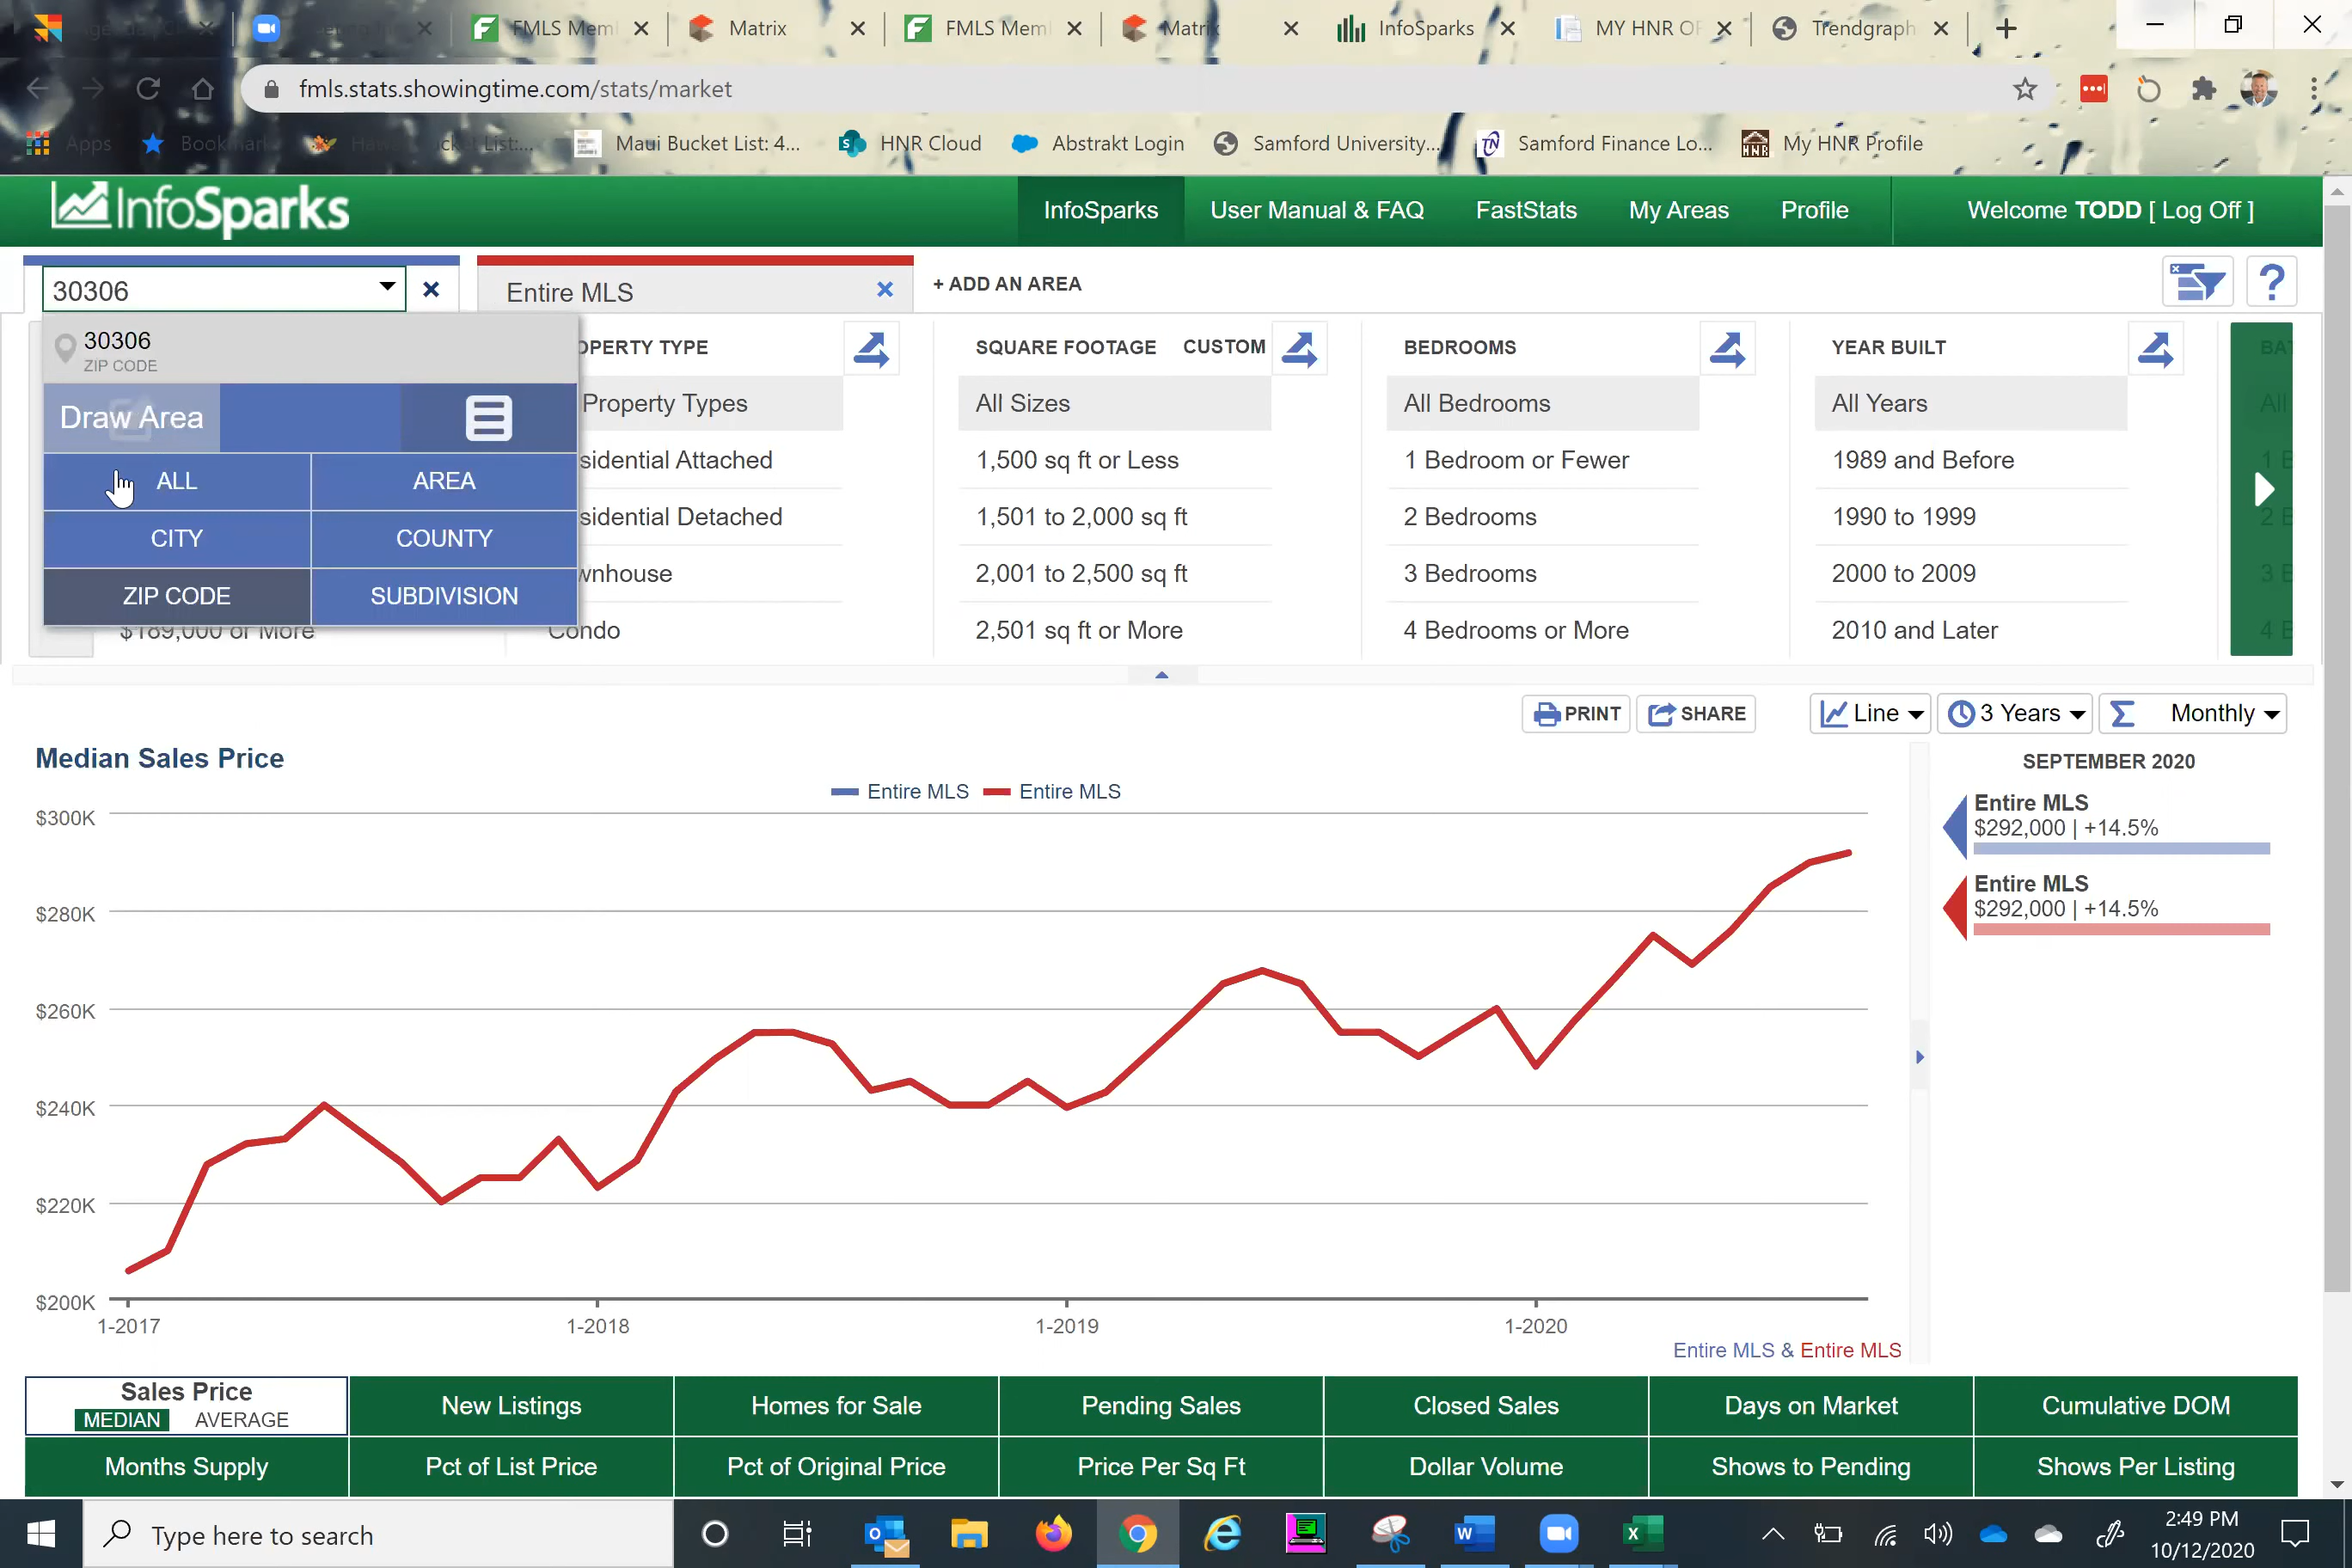 FMLS Mem
Matrix
FMLS Mem
Matrix
InfoSparks
MY HNR OF
Trendgraph
fmls.stats.showingtime.com/stats/market
Apps
Bookmark
Maui Bucket List: 4...
HNR Cloud
Abstrakt Login
Samford University...
Samford Finance Lo...
My HNR Profile
InfoSparks
InfoSparks
User Manual & FAQ
FastStats
My Areas
Profile
Welcome TODD [ Log Off ]
30306
Entire MLS
+ ADD AN AREA
30306
ZIP CODE
Draw Area
ALL
AREA
CITY
COUNTY
ZIP CODE
SUBDIVISION
$189,000 or More
OPERTY TYPE
Property Types
sidential Attached
sidential Detached
wnhouse
Condo
SQUARE FOOTAGE CUSTOM
All Sizes
1,500 sq ft or Less
1,501 to 2,000 sq ft
2,001 to 2,500 sq ft
2,501 sq ft or More
BEDROOMS
All Bedrooms
1 Bedroom or Fewer
2 Bedrooms
3 Bedrooms
4 Bedrooms or More
YEAR BUILT
All Years
1989 and Before
1990 to 1999
2000 to 2009
2010 and Later
PRINT
SHARE
Line
3 Years
Monthly
Median Sales Price
Entire MLS
Entire MLS
$300K
$280K
$260K
$240K
$220K
$200K
1-2017
1-2018
1-2019
1-2020
Entire MLS & Entire MLS
SEPTEMBER 2020
Entire MLS
$292,000 | +14.5%
Entire MLS
$292,000 | +14.5%
Sales Price
MEDIAN AVERAGE
New Listings
Homes for Sale
Pending Sales
Closed Sales
Days on Market
Cumulative DOM
Months Supply
Pct of List Price
Pct of Original Price
Price Per Sq Ft
Dollar Volume
Shows to Pending
Shows Per Listing
Type here to search
2:49 PM
10/12/2020